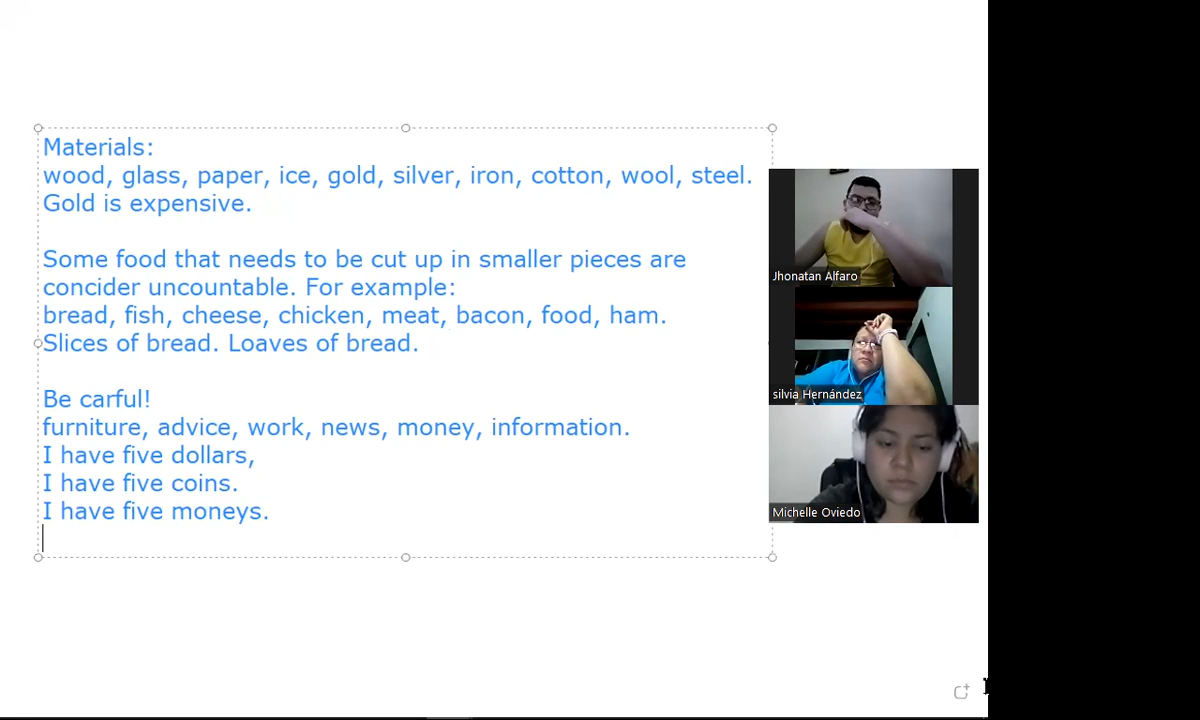 Materials:
wood, glass, paper, ice, gold, silver, iron, cotton, wool, steel.
Gold is expensive.
Some food that needs to be cut up in smaller pieces are
concider uncountable. For example:
bread, fish, cheese, chicken, meat, bacon, food, ham.
Slices of bread. Loaves of bread.
Be carful!
furniture, advice, work, news, money, information.
I have five dollars,
I have five coins.
I have five moneys.
Jhonatan Alfaro
silvia Hernández
Michelle Oviedo